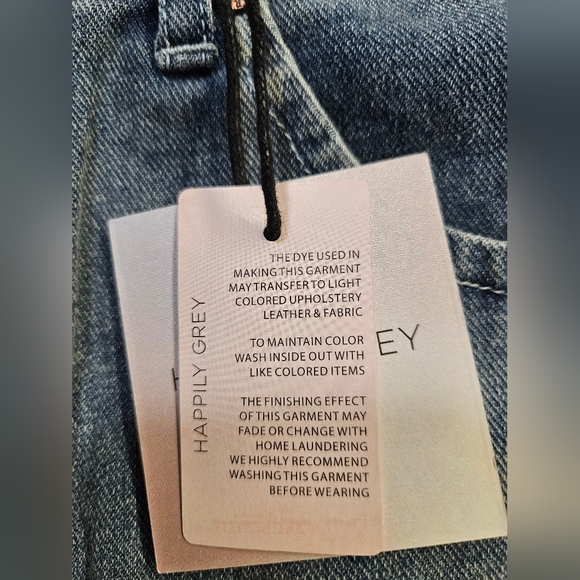 THE DYE USED IN
MAKING THIS GARMENT
MAY TRANSFER TO LIGHT
COLORED UPHOLSTERY
LEATHER & FABRIC
TO MAINTAIN COLOR
WASH INSIDE OUT WITH
LIKE COLORED ITEMS
THE FINISHING EFFECT
OF THIS GARMENT MAY
FADE OR CHANGE WITH
HOME LAUNDERING
WE HIGHLY RECOMMEND
WASHING THIS GARMENT
BEFORE WEARING
HAPPILY GREY
EY